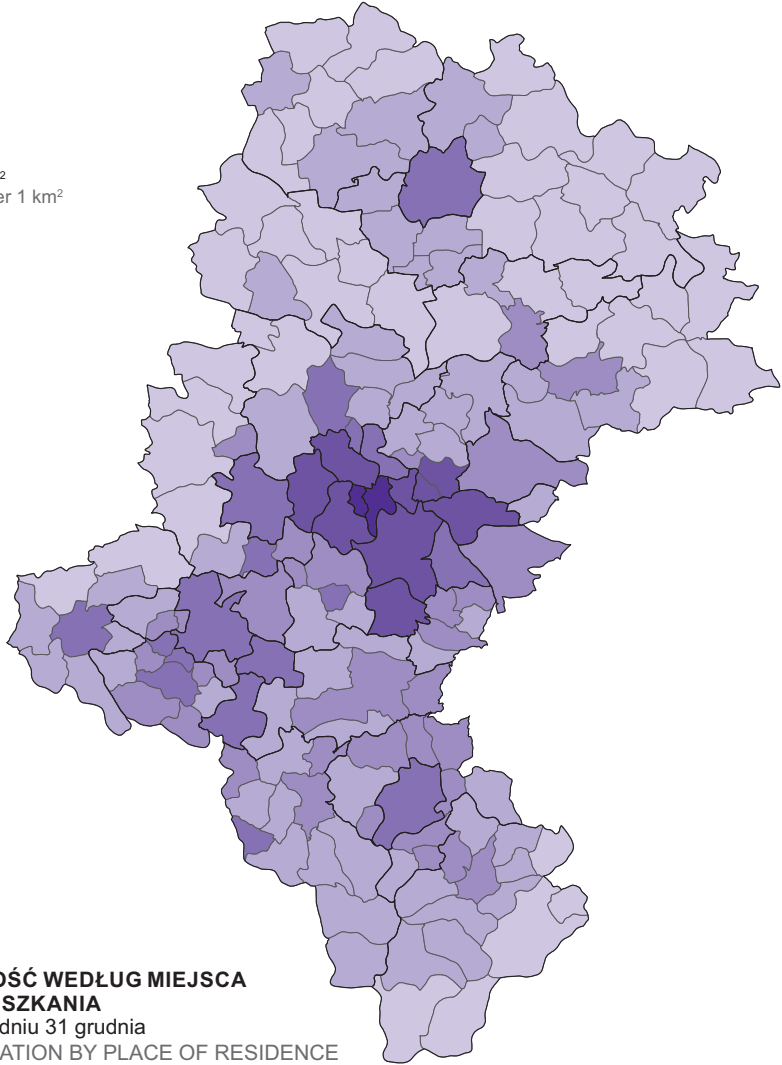 ²
er 1 km²
OŚĆ WEDŁUG MIEJSCA
SZKANIA
dniu 31 grudnia
ATION BY PLACE OF RESIDENCE